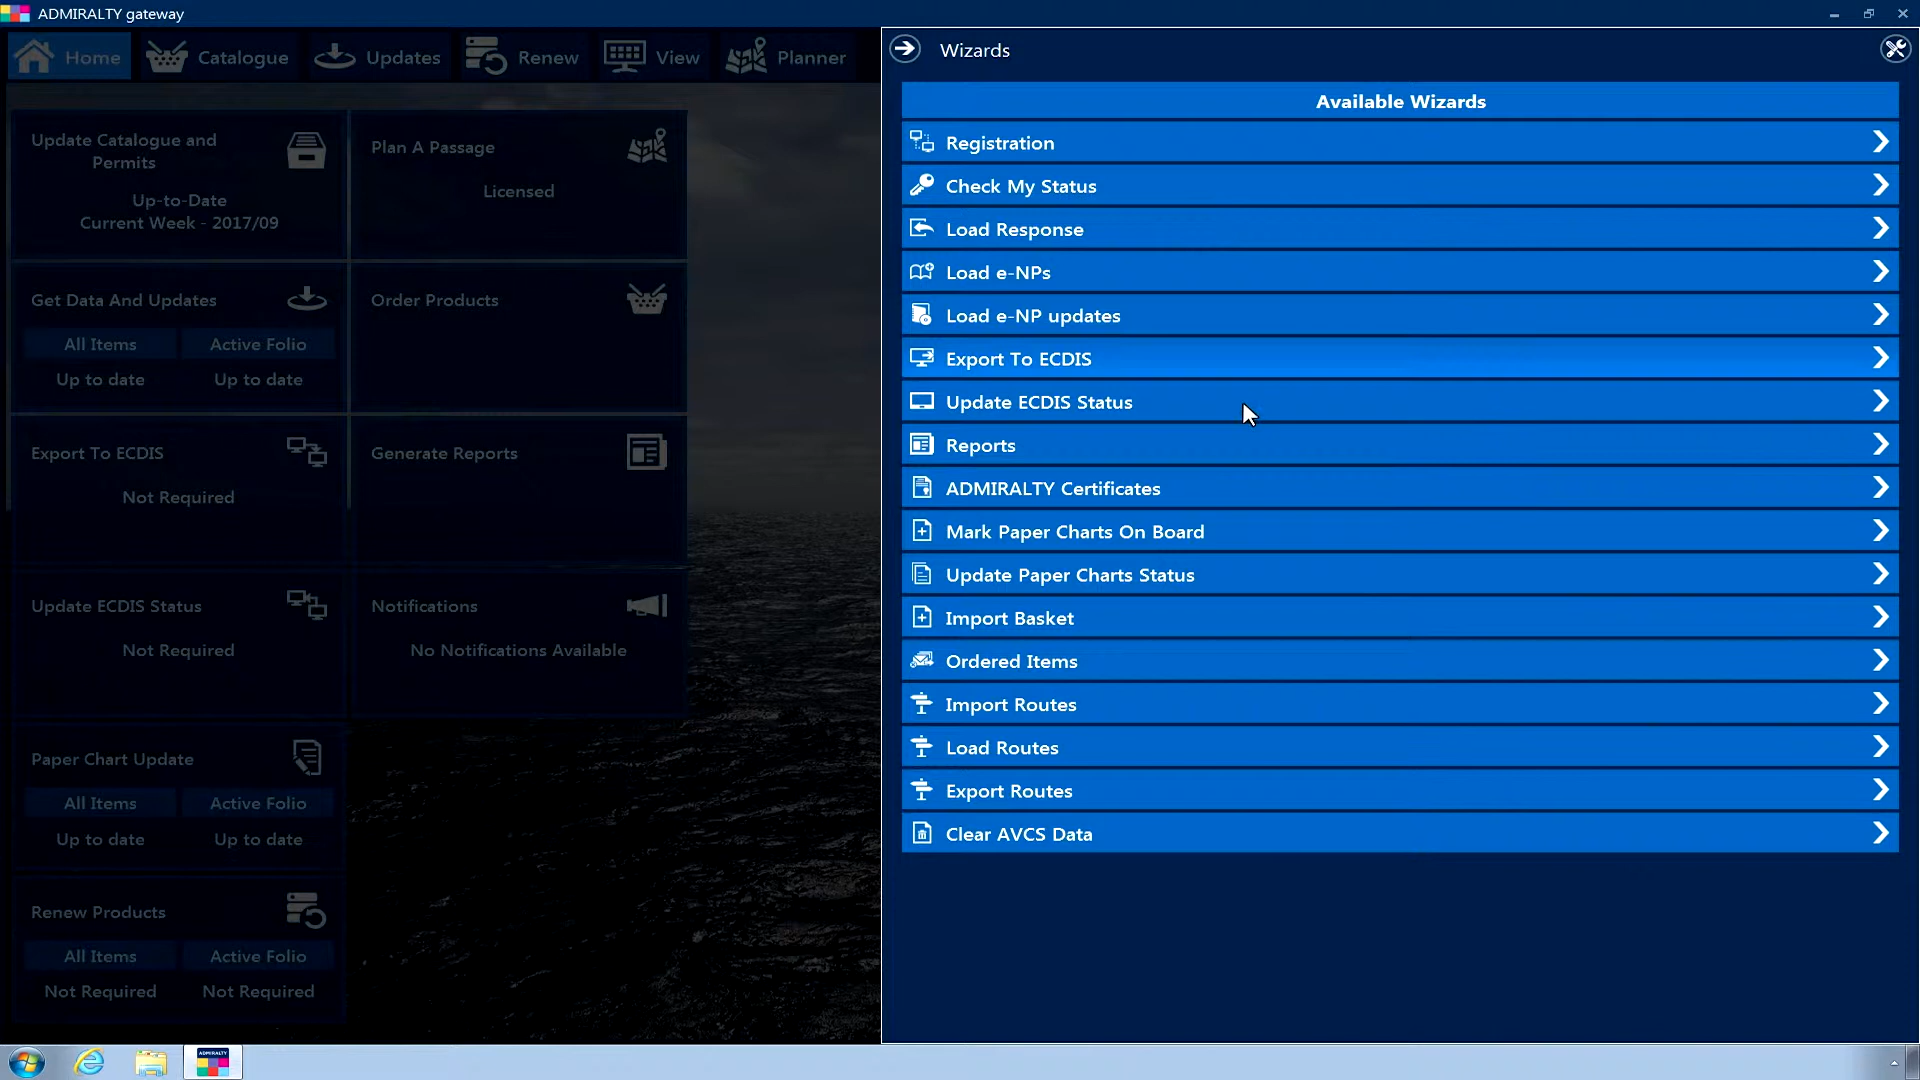 ADMIRALTY gateway
Home
Catalogue
Updates
Renew
View
Planner
Wizards
Update Catalogue and
Permits
Up-to-Date
Current Week - 2017/09
Plan A Passage
Licensed
Get Data And Updates
All Items
Active Folio
Up to date
Up to date
Order Products
Export To ECDIS
Not Required
Generate Reports
Update ECDIS Status
Not Required
Notifications
No Notifications Available
Paper Chart Update
All Items
Active Folio
Up to date
Up to date
Renew Products
All Items
Active Folio
Not Required
Not Required
Available Wizards
Registration
Check My Status
Load Response
Load e-NPs
Load e-NP updates
Export To ECDIS
Update ECDIS Status
Reports
ADMIRALTY Certificates
Mark Paper Charts On Board
Update Paper Charts Status
Import Basket
Ordered Items
Import Routes
Load Routes
Export Routes
Clear AVCS Data
ADMIRALTY